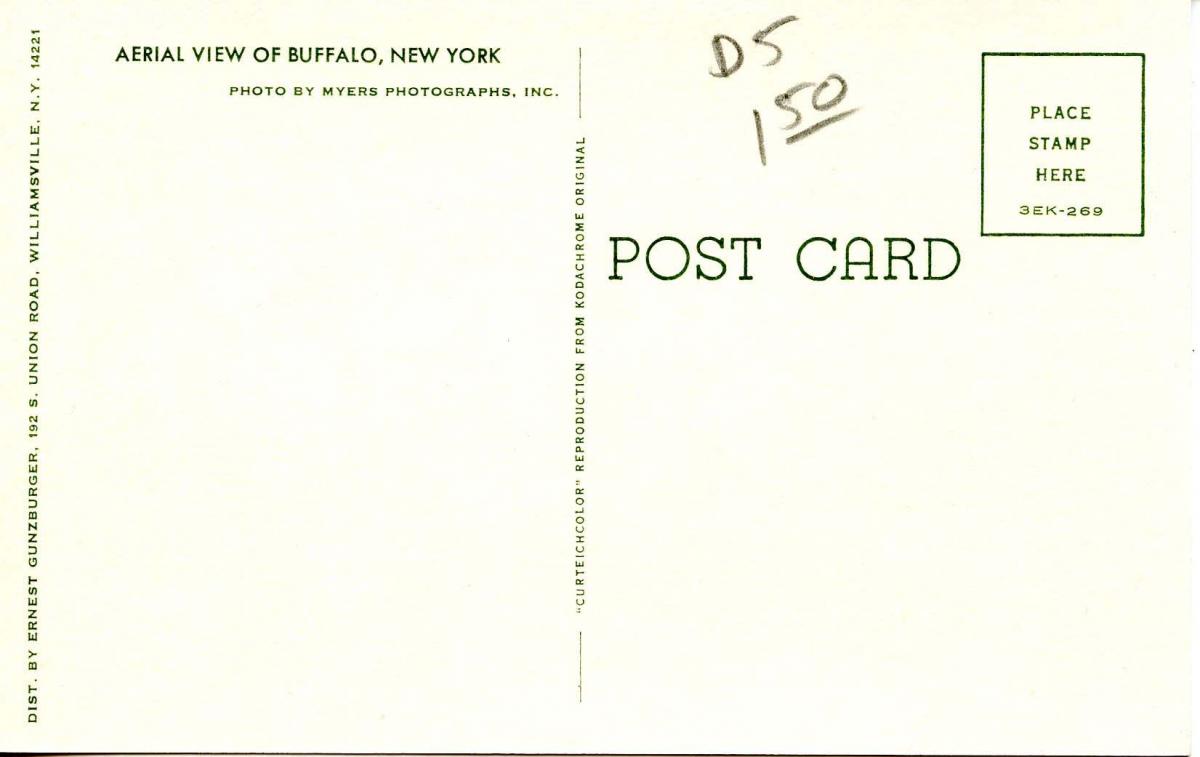 DIST. BY ERNEST GUNZBURGER, 192 S. UNION ROAD, WILLIAMSVILLE, N.Y. 14221
AERIAL VIEW OF BUFFALO, NEW YORK
PHOTO BY MYERS PHOTOGRAPHS, INC.
"CURTEICHCOLOR" REPRODUCTION FROM KODACHROME ORIGINAL
D5
150
POST CARD
PLACE
STAMP
HERE
3EK-269